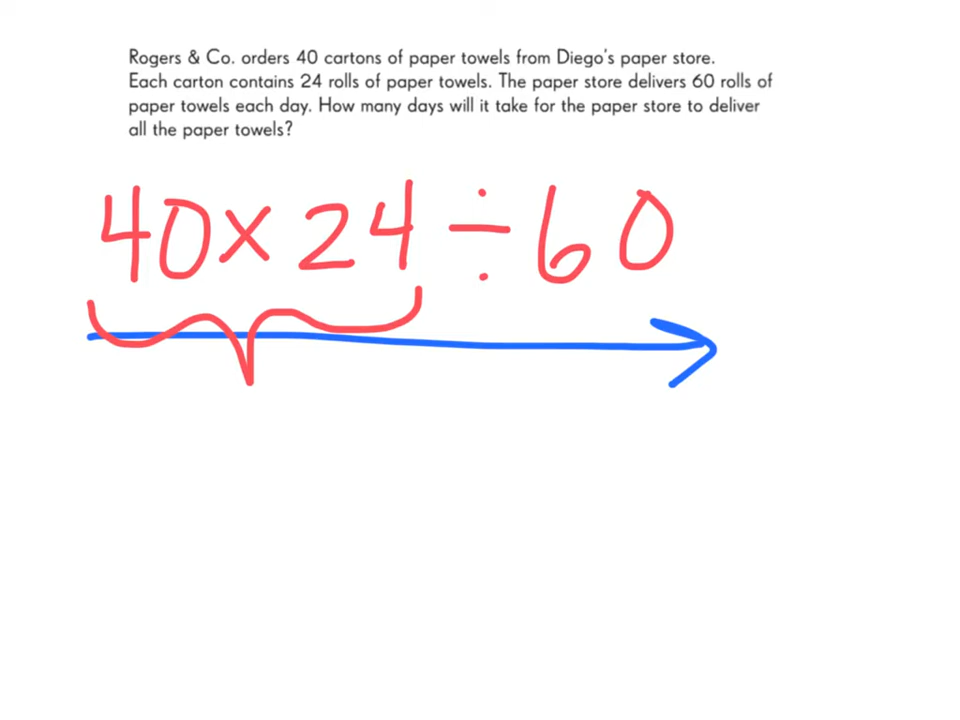 Rogers & Co. orders 40 cartons of paper towels from Diego's paper store.
Each carton contains 24 rolls of paper towels. The paper store delivers 60 rolls of
paper towels each day. How many days will it take for the paper store to deliver
all the paper towels?
40 × 24 ÷ 60